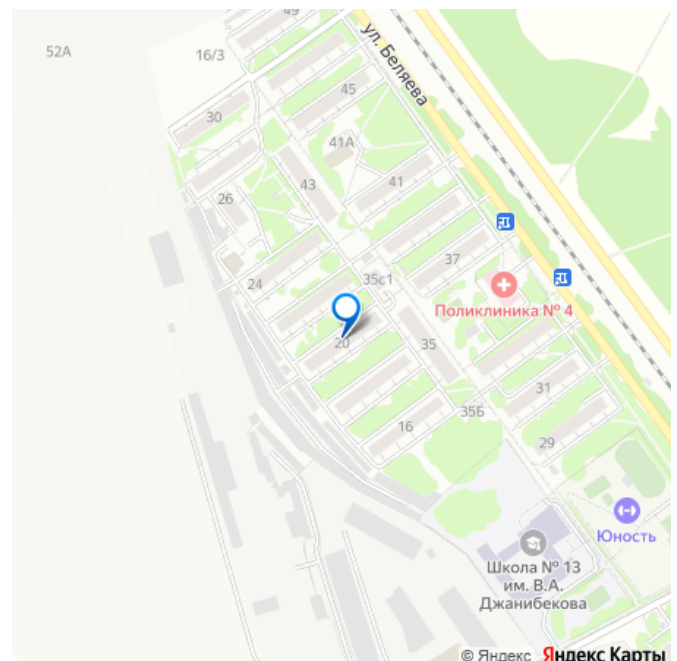 49
52А
16/3
ул. Беляева
45
30
41А
43
41
26
37
35с1
24
Поликлиника № 4
20
35
31
35Б
16
29
Юность
Школа № 13
им. В.А.
Джанибекова
© Яндекс Яндекс Карты